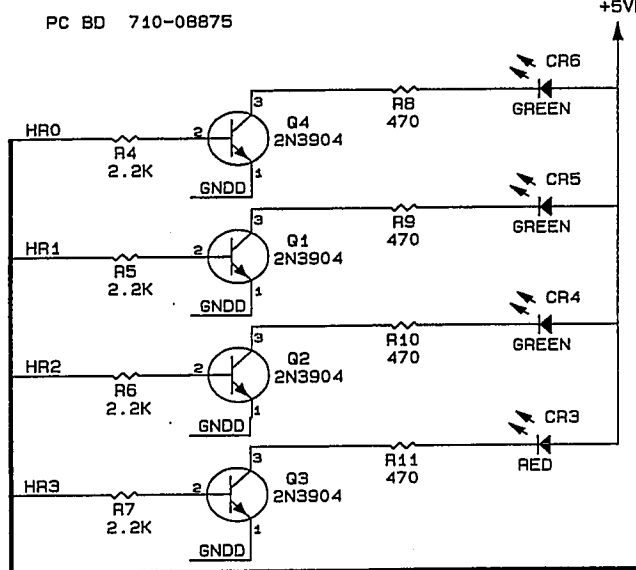 PC BD 710-08875
+5V
CR6
GREEN
R8
470
3
Q4
2N3904
HR0
R4
2.2K
2
1
GNDD
CR5
GREEN
R9
470
3
Q1
2N3904
HR1
R5
2.2K
2
1
GNDD
CR4
GREEN
R10
470
3
Q2
2N3904
HR2
R6
2.2K
2
1
GNDD
CR3
RED
R11
470
3
Q3
2N3904
HR3
R7
2.2K
2
1
GNDD